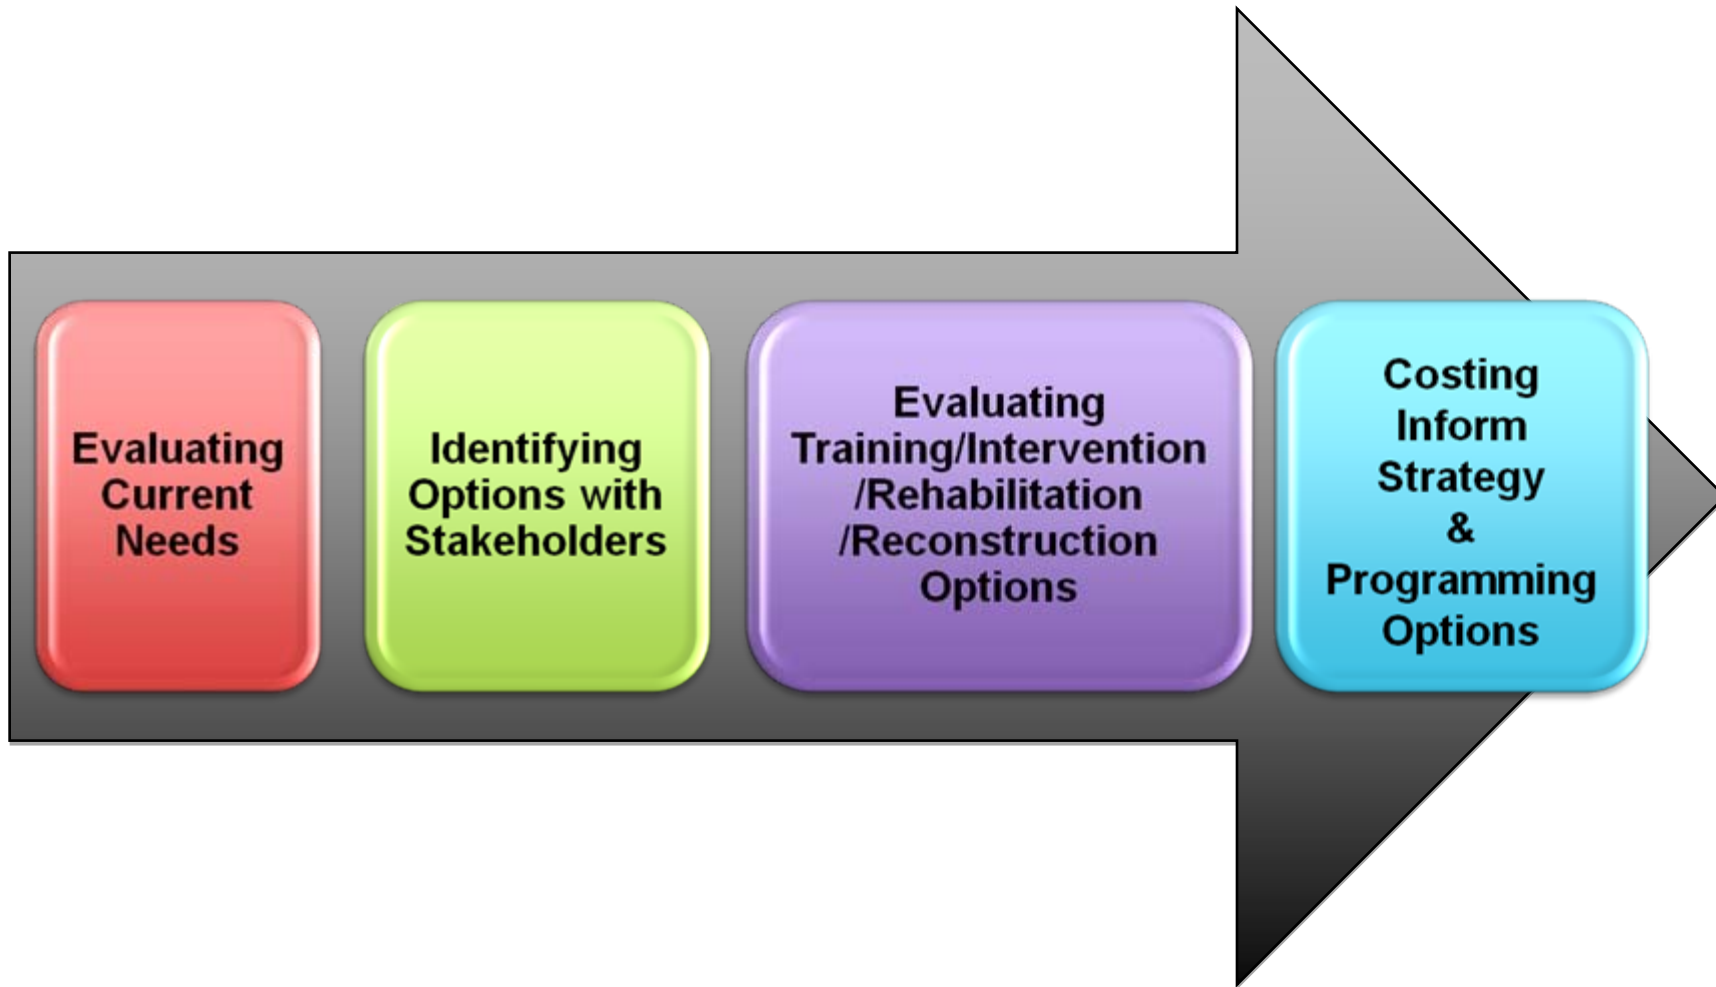 Evaluating
Current
Needs
Identifying
Options with
Stakeholders
Evaluating
Training/Intervention
/Rehabilitation
/Reconstruction
Options
Costing
Inform
Strategy
&
Programming
Options